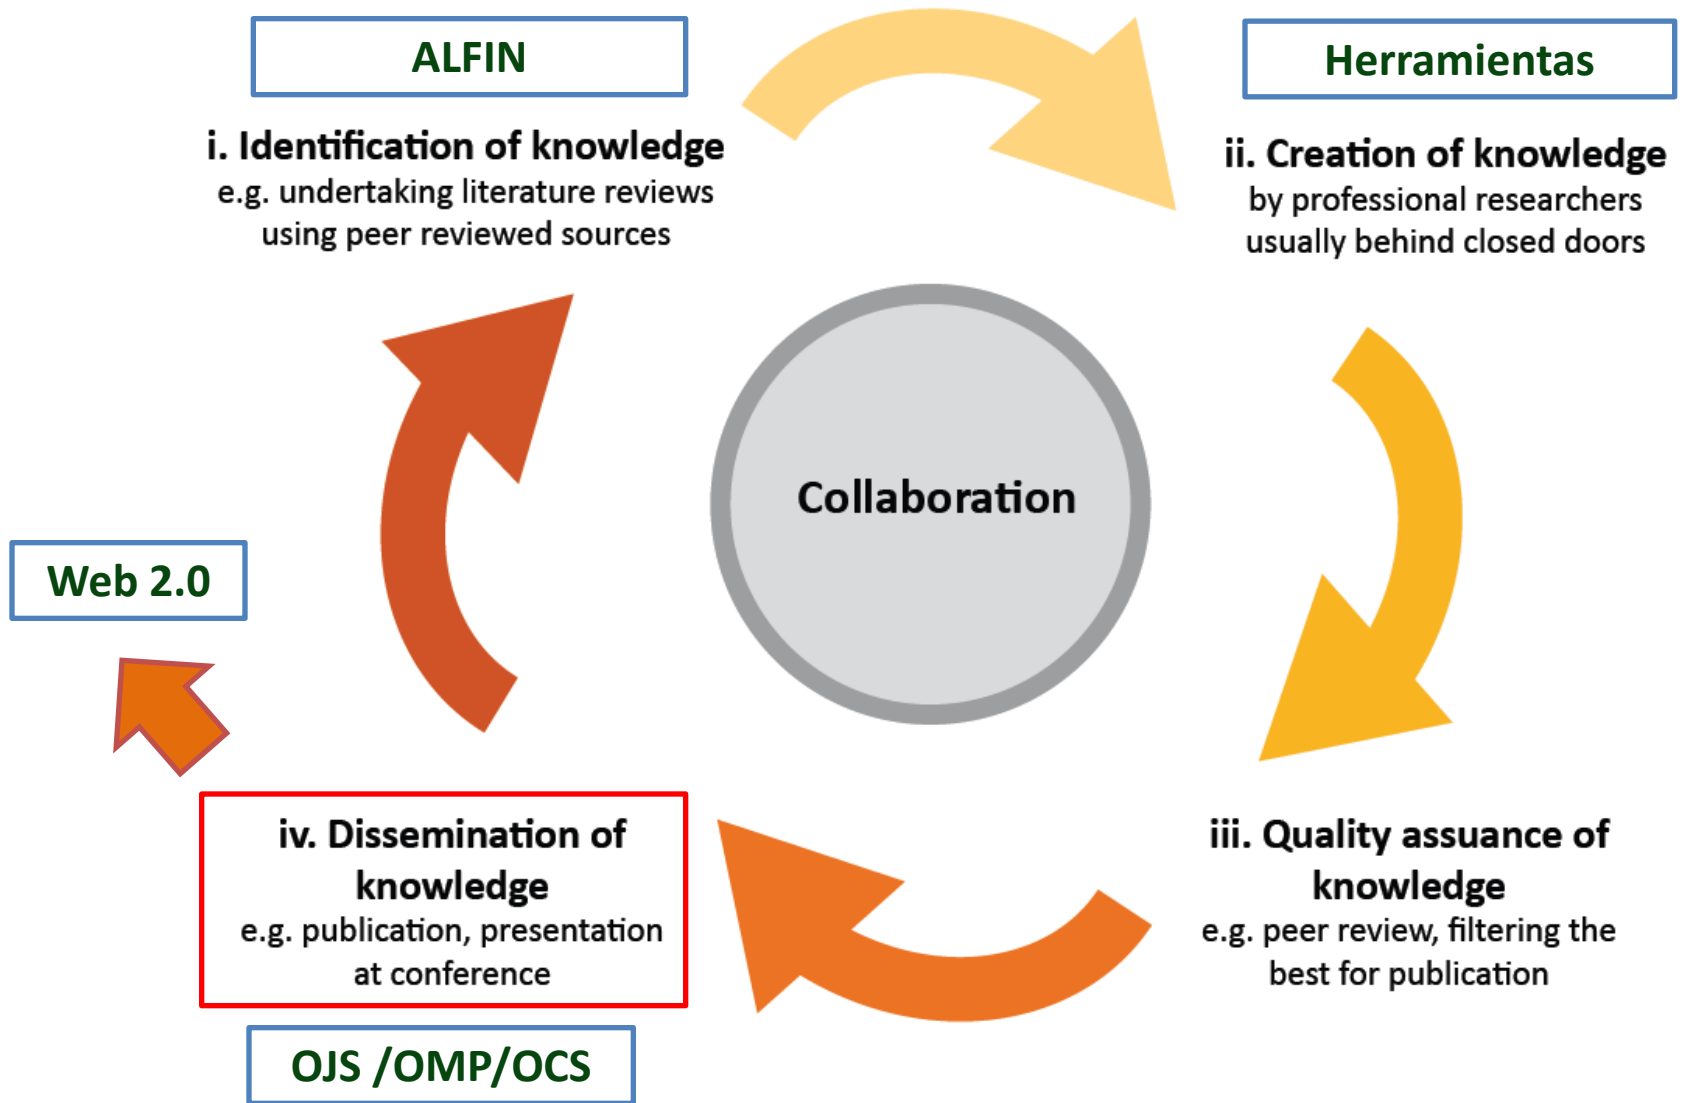 ALFIN
i. Identification of knowledge
e.g. undertaking literature reviews
using peer reviewed sources
Herramientas
ii. Creation of knowledge
by professional researchers
usually behind closed doors
Collaboration
Web 2.0
iii. Quality assuance of
knowledge
e.g. peer review, filtering the
best for publication
iv. Dissemination of
knowledge
e.g. publication, presentation
at conference
OJS /OMP/OCS